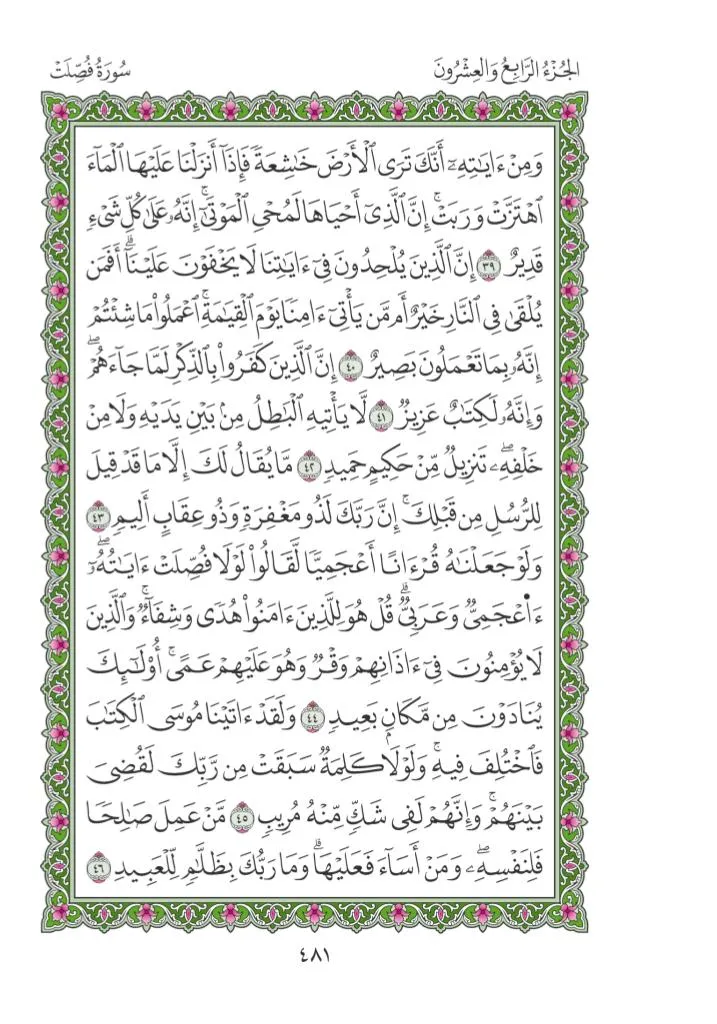 الجُزْءُ الرَّابِعُ وَالعِشْرُونَ
سُورَةُ فُصِّلَتْ
وَمِنْ ءَايَٰتِهِۦٓ أَنَّكَ تَرَى ٱلْأَرْضَ خَٰشِعَةً فَإِذَآ أَنزَلْنَا عَلَيْهَا ٱلْمَآءَ
ٱهْتَزَّتْ وَرَبَتْ ۚ إِنَّ ٱلَّذِىٓ أَحْيَاهَا لَمُحْىِ ٱلْمَوْتَىٰٓ ۚ إِنَّهُۥ عَلَىٰ كُلِّ شَىْءٍ
قَدِيرٌ ٣٩ إِنَّ ٱلَّذِينَ يُلْحِدُونَ فِىٓ ءَايَٰتِنَا لَا يَخْفَوْنَ عَلَيْنَآ ۗ أَفَمَن
يُلْقَىٰ فِى ٱلنَّارِ خَيْرٌ أَم مَّن يَأْتِىٓ ءَامِنًا يَوْمَ ٱلْقِيَٰمَةِ ۚ ٱعْمَلُوا۟ مَا شِئْتُمْ
إِنَّهُۥ بِمَا تَعْمَلُونَ بَصِيرٌ ٤٠ إِنَّ ٱلَّذِينَ كَفَرُوا۟ بِٱلذِّكْرِ لَمَّا جَآءَهُمْ ۖ
وَإِنَّهُۥ لَكِتَٰبٌ عَزِيزٌ ٤١ لَّا يَأْتِيهِ ٱلْبَٰطِلُ مِنۢ بَيْنِ يَدَيْهِ وَلَا مِنْ
خَلْفِهِۦ ۖ تَنزِيلٌ مِّنْ حَكِيمٍ حَمِيدٍ ٤٢ مَّا يُقَالُ لَكَ إِلَّا مَا قَدْ قِيلَ
لِلرُّسُلِ مِن قَبْلِكَ ۚ إِنَّ رَبَّكَ لَذُو مَغْفِرَةٍ وَذُو عِقَابٍ أَلِيمٍ ٤٣
وَلَوْ جَعَلْنَٰهُ قُرْءَانًا أَعْجَمِيًّا لَّقَالُوا۟ لَوْلَا فُصِّلَتْ ءَايَٰتُهُۥٓ ۖ
ءَا۬عْجَمِىٌّ وَعَرَبِىٌّ ۗ قُلْ هُوَ لِلَّذِينَ ءَامَنُوا۟ هُدًى وَشِفَآءٌ ۖ وَٱلَّذِينَ
لَا يُؤْمِنُونَ فِىٓ ءَاذَانِهِمْ وَقْرٌ وَهُوَ عَلَيْهِمْ عَمًى ۚ أُو۟لَٰٓئِكَ
يُنَادَوْنَ مِن مَّكَانٍۭ بَعِيدٍ ٤٤ وَلَقَدْ ءَاتَيْنَا مُوسَى ٱلْكِتَٰبَ
فَٱخْتُلِفَ فِيهِ ۗ وَلَوْلَا كَلِمَةٌ سَبَقَتْ مِن رَّبِّكَ لَقُضِىَ
بَيْنَهُمْ ۚ وَإِنَّهُمْ لَفِى شَكٍّ مِّنْهُ مُرِيبٍ ٤٥ مَّنْ عَمِلَ صَٰلِحًا
فَلِنَفْسِهِۦ ۖ وَمَنْ أَسَآءَ فَعَلَيْهَا ۗ وَمَا رَبُّكَ بِظَلَّٰمٍ لِّلْعَبِيدِ ٤٦
٤٨١